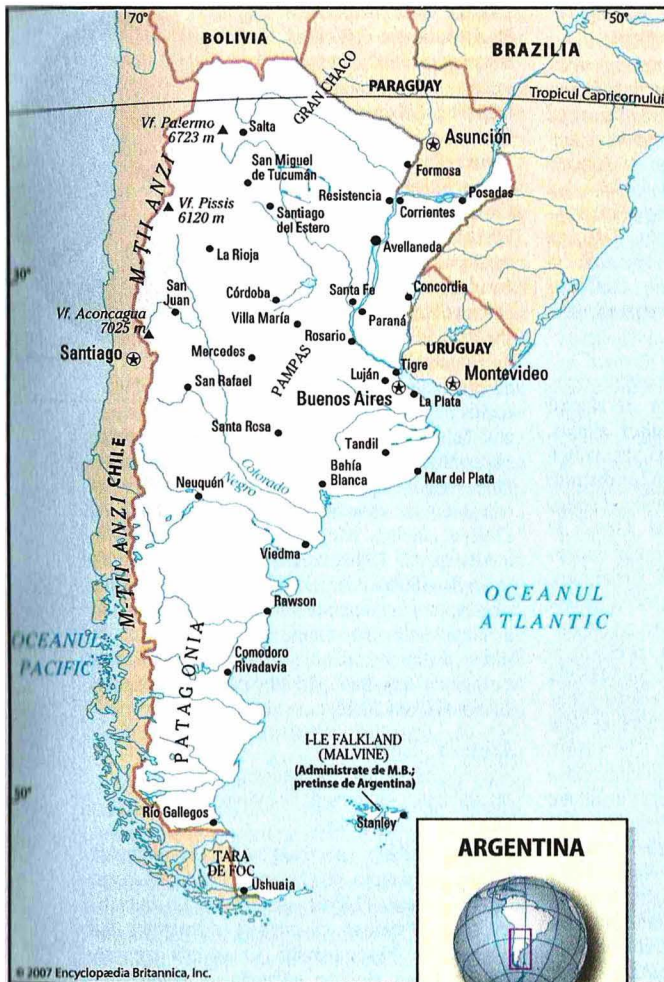 70°
50°
BOLIVIA
BRAZILIA
GRAN CHACO
PARAGUAY
Tropicul Capricornului
Vf. Palermo
6723 m
Salta
Asunción
Formosa
San Miguel
de Tucumán
M-ȚII ANZI
Vf. Pissis
6120 m
Resistencia
Corrientes
Posadas
Santiago
del Estero
Avellaneda
La Rioja
30°
San
Juan
Córdoba
Santa Fe
Concordia
Vf. Aconcagua
7025 m
Villa María
Paraná
Rosario
Santiago
Mercedes
PAMPAS
URUGUAY
Tigre
Montevideo
San Rafael
Luján
Buenos Aires
La Plata
Santa Rosa
Tandil
CHILE
Colorado
Bahía
Blanca
Mar del Plata
Neuquén
Negro
M-ȚII ANZI
Viedma
OCEANUL
ATLANTIC
Rawson
OCEANUL
PACIFIC
Comodoro
Rivadavia
PATAGONIA
I-LE FALKLAND
(MALVINE)
(Administrate de M.B.;
pretinse de Argentina)
50°
Río Gallegos
Stanley
ȚARA
DE FOC
Ushuaia
ARGENTINA
© 2007 Encyclopædia Britannica, Inc.